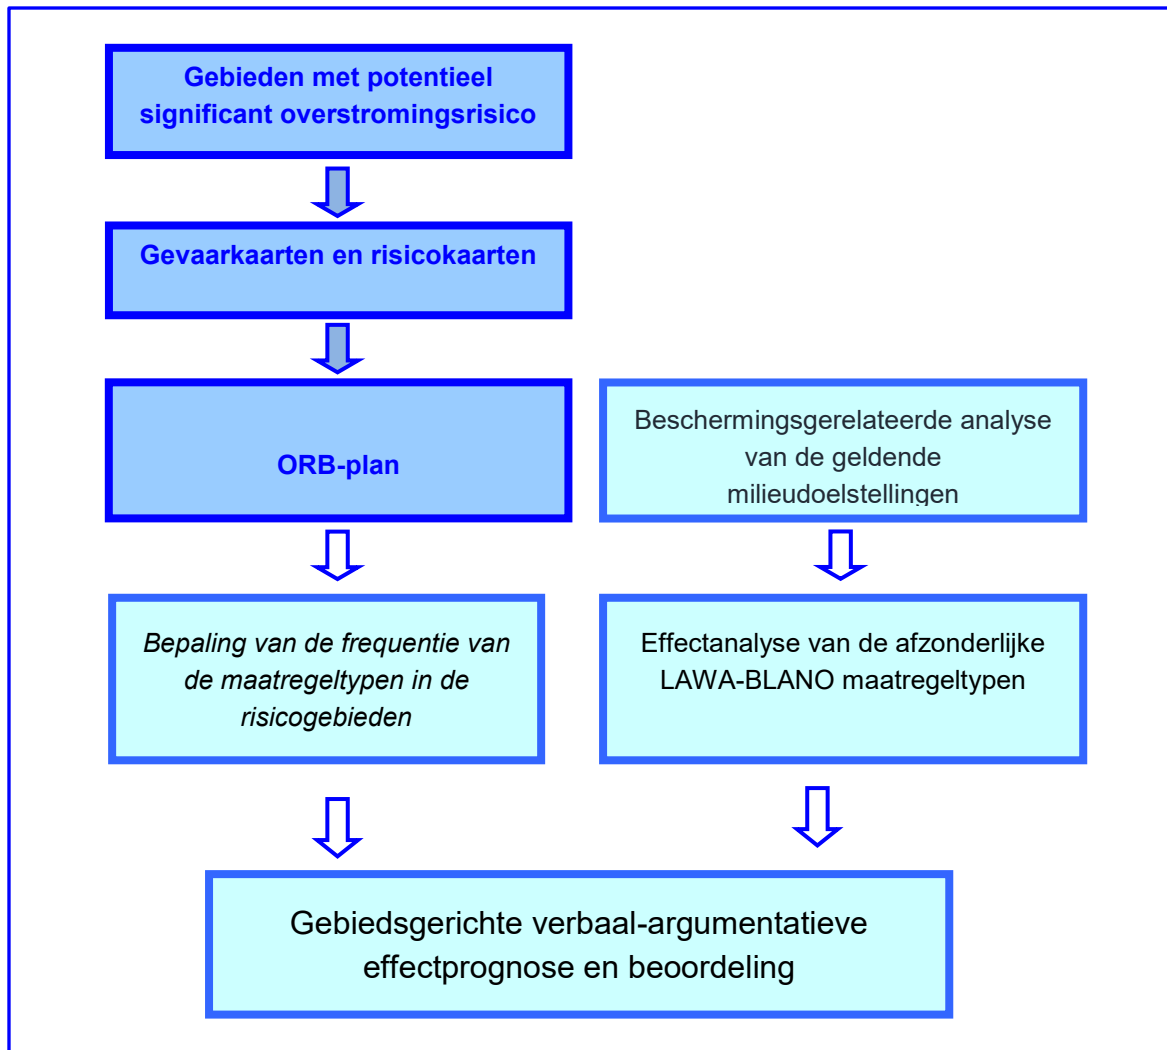 Gebieden met potentieel
significant overstromingsrisico
Gevaarkaarten en risicokaarten
ORB-plan
Beschermingsgerelateerde analyse
van de geldende
milieudoelstellingen
Bepaling van de frequentie van
de maatregeltypen in de
risicogebieden
Effectanalyse van de afzonderlijke
LAWA-BLANO maatregeltypen
Gebiedsgerichte verbaal-argumentatieve
effectprognose en beoordeling